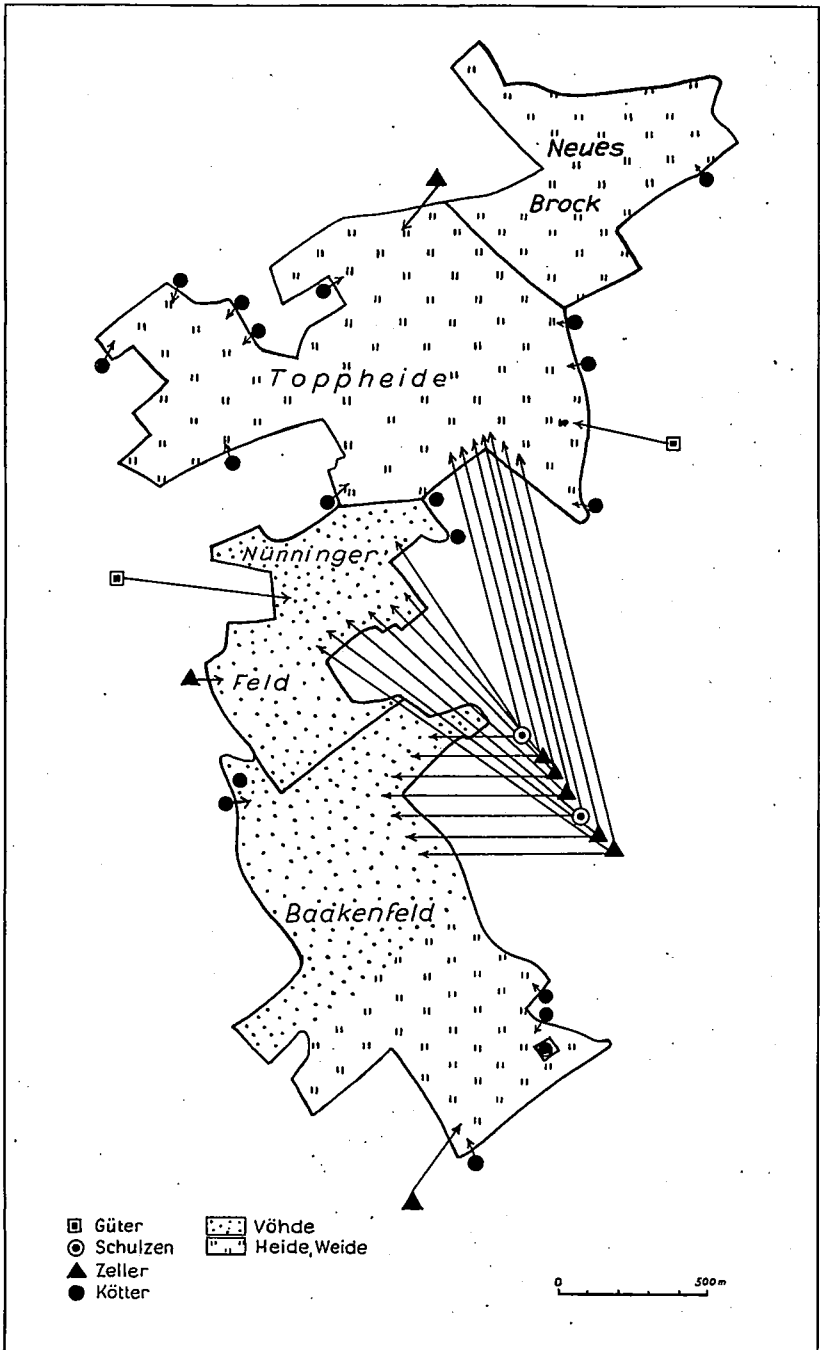 Neues
Brock
Toppheide
Nünninger
Feld
Baakenfeld
Güter
Schulzen
Zeller
Kötter
Vöhde
Heide, Weide
0 500m